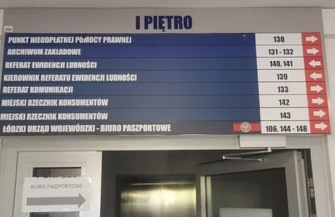 I PIĘTRO
PUNKT NIEODPŁATNEJ POMOCY PRAWNEJ 130
ARCHIWUM ZAKŁADOWE 131 - 132
REFERAT EWIDENCJI LUDNOŚCI 140, 141
KIEROWNIK REFERATU EWIDENCJI LUDNOŚCI 139
REFERAT KOMUNIKACJI 133
MIEJSKI RZECZNIK KONSUMENTÓW 142
MIEJSKI RZECZNIK KONSUMENTÓW 143
ŁÓDZKI URZĄD WOJEWÓDZKI - BIURO PASZPORTOWE 106, 144 - 148
BIURO PASZPORTOWE